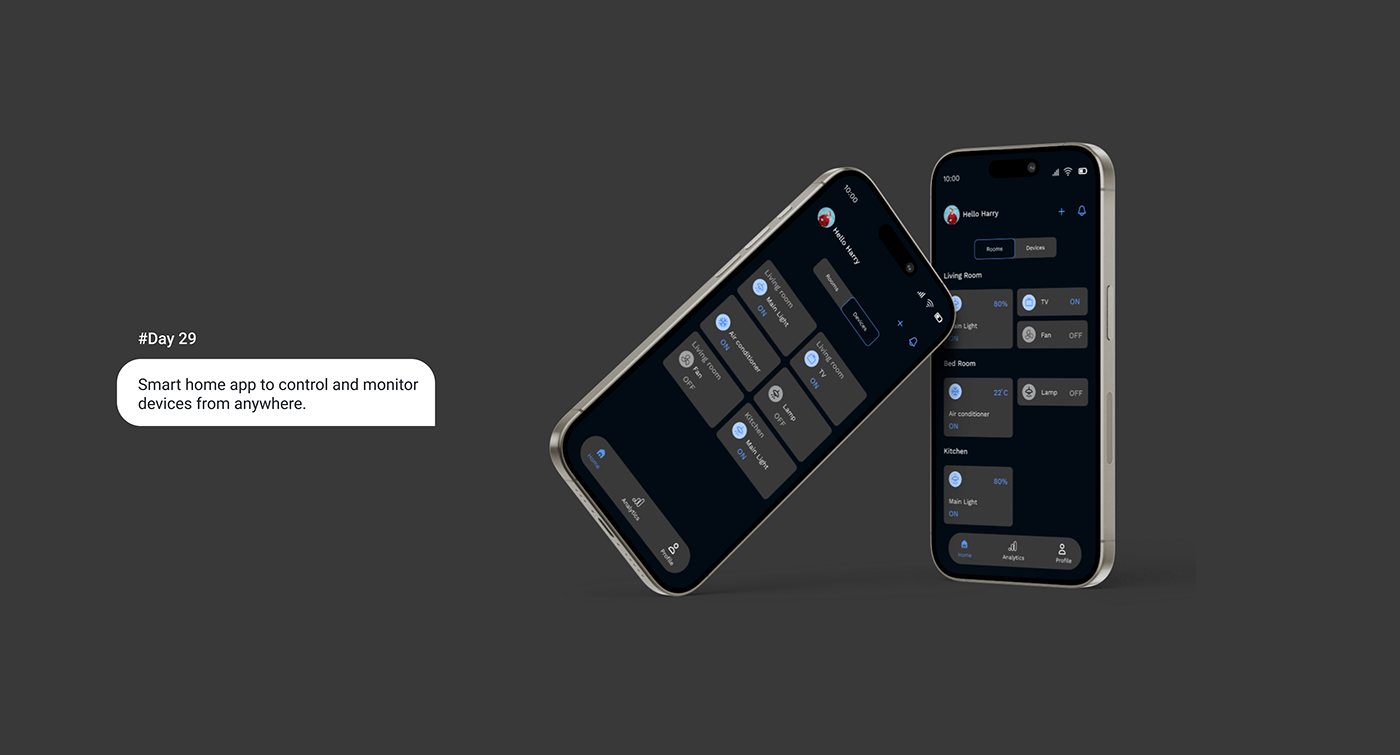 #Day 29
Smart home app to control and monitor
devices from anywhere.
10:00
Hello Harry
Rooms
Devices
Living room
Main Light
ON
Living room
TV
ON
Air conditioner
ON
Lamp
OFF
Living room
Fan
OFF
Kitchen
Main Light
ON
Home
Analytics
Profile
10:00
Hello Harry
Rooms Devices
Living Room
80%
ain Light
ON
TV ON
Fan OFF
Bed Room
22°C
Air conditioner
ON
Lamp OFF
Kitchen
80%
Main Light
ON
Home
Analytics
Profile